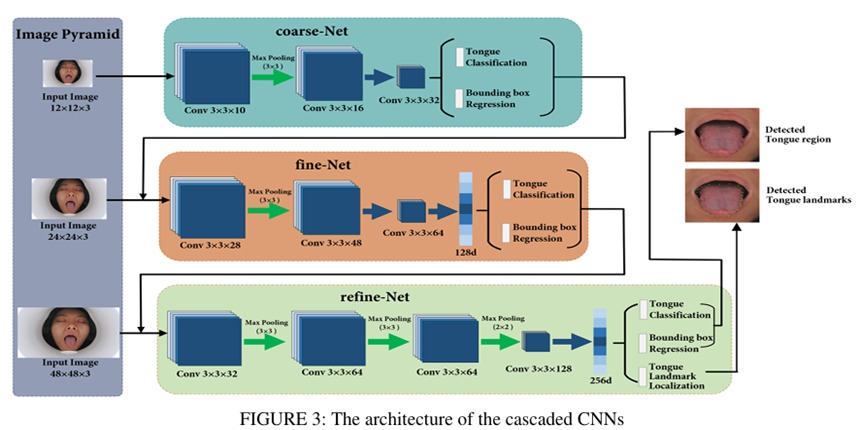 Image Pyramid
Input Image
12×12×3
Input Image
24×24×3
Input Image
48×48×3
coarse-Net
Conv 3×3×10
Max Pooling
(3×3)
Conv 3×3×16
Conv 3×3×32
Tongue
Classification
Bounding box
Regression
fine-Net
Conv 3×3×28
Max Pooling
(3×3)
Conv 3×3×48
Conv 3×3×64
128d
Tongue
Classification
Bounding box
Regression
refine-Net
Conv 3×3×32
Max Pooling
(3×3)
Conv 3×3×64
Max Pooling
(3×3)
Conv 3×3×64
Max Pooling
(2×2)
Conv 3×3×128
256d
Tongue
Classification
Bounding box
Regression
Tongue
Landmark
Localization
Detected
Tongue region
Detected
Tongue landmarks
FIGURE 3: The architecture of the cascaded CNNs